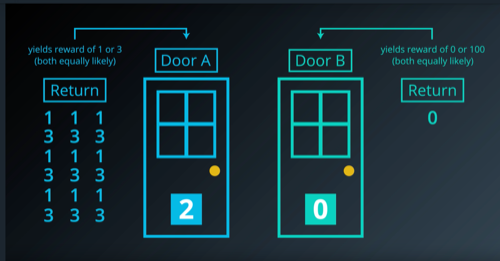 yields reward of 1 or 3
(both equally likely)
Door A
Return
1 1 1
3 3 3
1 1 1
3 3 3
1 1 1
3 3 3
2
Door B
yields reward of 0 or 100
(both equally likely)
Return
0
0